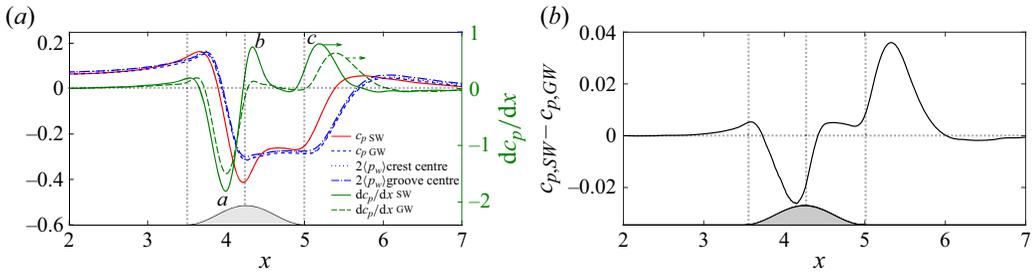 (a)
0.2
0
−0.2
−0.4
−0.6
2 3 4 5 6 7
x
1
0
−1
−2
dc_p/dx
a
b
c
c_p SW
c_p GW
2⟨p_w⟩crest centre
2⟨p_w⟩groove centre
dc_p/dx SW
dc_p/dx GW
(b)
0.04
0.02
0
−0.02
2 3 4 5 6 7
x
c_p,SW − c_p,GW